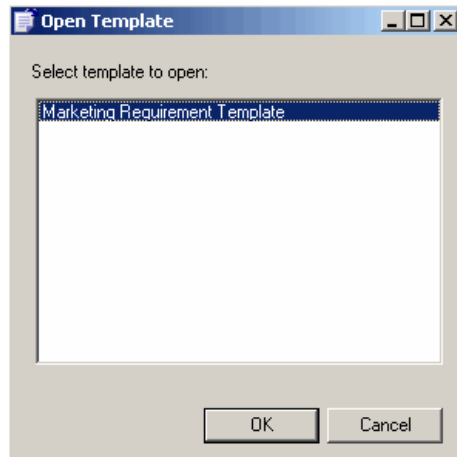 Open Template
Select template to open:
Marketing Requirement Template
OK
Cancel